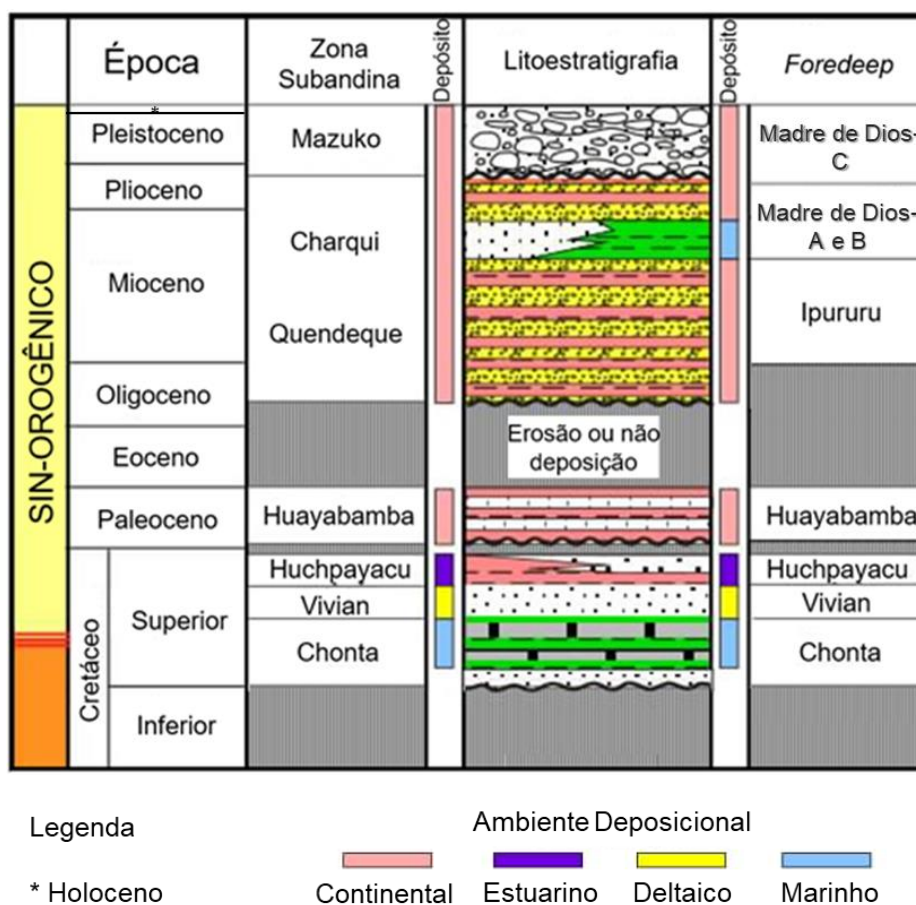 Época
Zona
Subandina
Depósito
Litoestratigrafia
Depósito
Foredeep
SIN-OROGÊNICO
*
Pleistoceno
Mazuko
Madre de Dios-
C
Plioceno
Charqui
Madre de Dios-
A e B
Mioceno
Quendeque
Ipururu
Oligoceno
Erosão ou não
deposição
Eoceno
Paleoceno
Huayabamba
Huayabamba
Cretáceo
Superior
Huchpayacu
Huchpayacu
Vivian
Vivian
Chonta
Chonta
Inferior
Legenda
Ambiente Deposicional
* Holoceno
Continental
Estuarino
Deltaico
Marinho